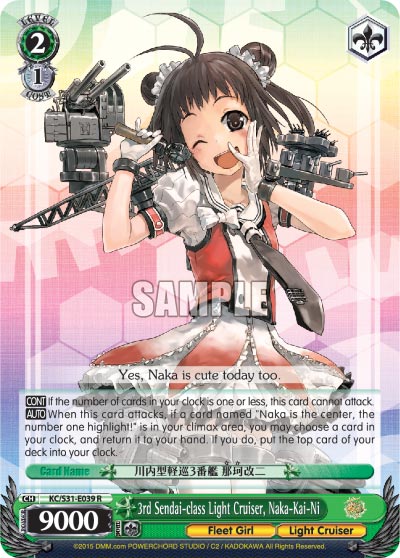 LEVEL
2
1
COST
SAMPLE
Yes, Naka is cute today too.
CONT If the number of cards in your clock is one or less, this card cannot attack.
AUTO When this card attacks, if a card named "Naka is the center, the
number one highlight!" is in your climax area, you may choose a card in
your clock, and return it to your hand. If you do, put the top card of your
deck into your clock.
Card Name
川内型軽巡3番艦 那珂改二
CH KC/S31-E039 R
3rd Sendai-class Light Cruiser, Naka-Kai-Ni
POWER
9000
Fleet Girl
Light Cruiser
©2015 DMM.com POWERCHORD STUDIO / C2 / KADOKAWA All Rights Reserved.